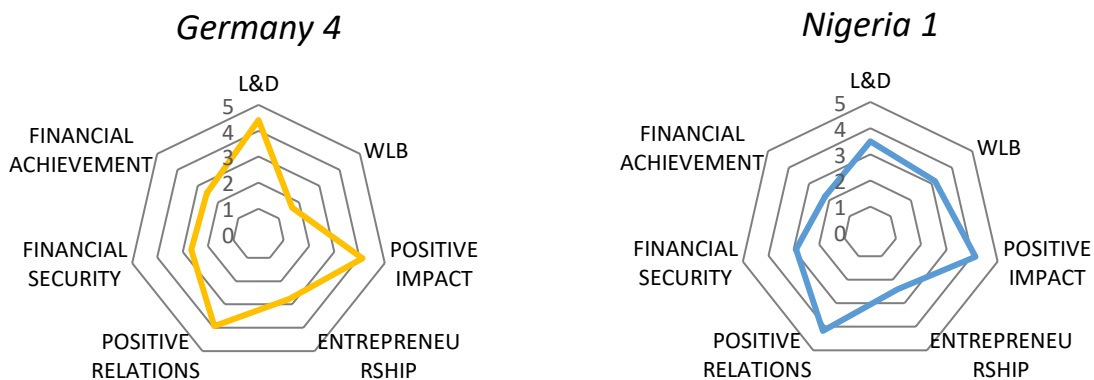 Germany 4
L&D
5
4
3
2
1
0
FINANCIAL
ACHIEVEMENT
WLB
FINANCIAL
SECURITY
POSITIVE
IMPACT
POSITIVE
RELATIONS
ENTREPRENEU
RSHIP
Nigeria 1
L&D
5
4
3
2
1
0
FINANCIAL
ACHIEVEMENT
WLB
FINANCIAL
SECURITY
POSITIVE
IMPACT
POSITIVE
RELATIONS
ENTREPRENEU
RSHIP